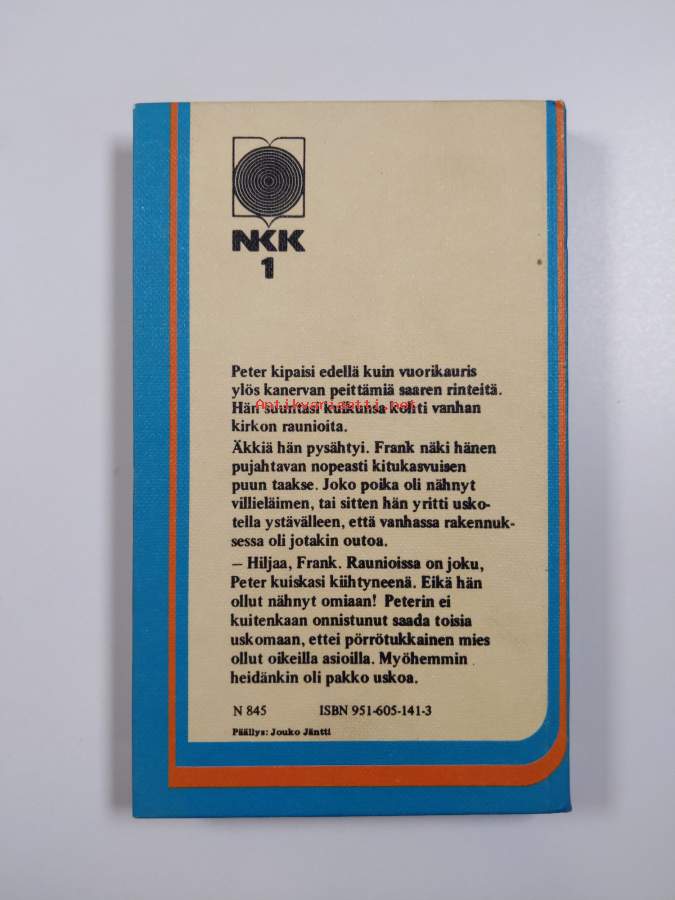 NKK
1
Peter kipaisi edellä kuin vuorikauris
ylös kanervan peittämiä saaren rinteitä.
Hän suuntasi kulkunsa kohti vanhan
Antikvariaatti.net
kirkon raunioita.
Äkkiä hän pysähtyi. Frank näki hänen
pujahtavan nopeasti kitukasvuisen
puun taakse. Joko poika oli nähnyt
villieläimen, tai sitten hän yritti usko-
tella ystävälleen, että vanhassa rakennuk-
sessa oli jotakin outoa.
– Hiljaa, Frank. Raunioissa on joku,
Peter kuiskasi kiihtyneenä. Eikä hän
ollut nähnyt omiaan! Peterin ei
kuitenkaan onnistunut saada toisia
uskomaan, ettei pörrötukkainen mies
ollut oikeilla asioilla. Myöhemmin
heidänkin oli pakko uskoa.
N 845 ISBN 951-605-141-3
Päällys: Jouko Jäntti